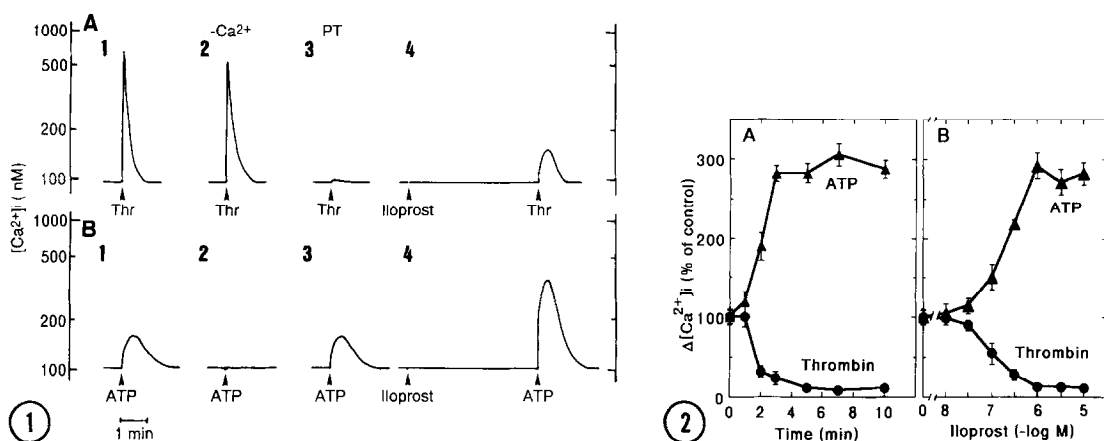 A
-Ca²⁺ PT
1 2 3 4
1000
500
200
100
Thr Thr Thr Iloprost Thr
[Ca²⁺]i (nM)
B
1 2 3 4
1000
500
200
100
ATP ATP ATP Iloprost ATP
1 min
1
A
ATP
Thrombin
300
200
100
0
Δ[Ca²⁺]i (% of control)
0 2 4 6 8 10
Time (min)
B
ATP
Thrombin
0 8 7 6 5
Iloprost (-log M)
2